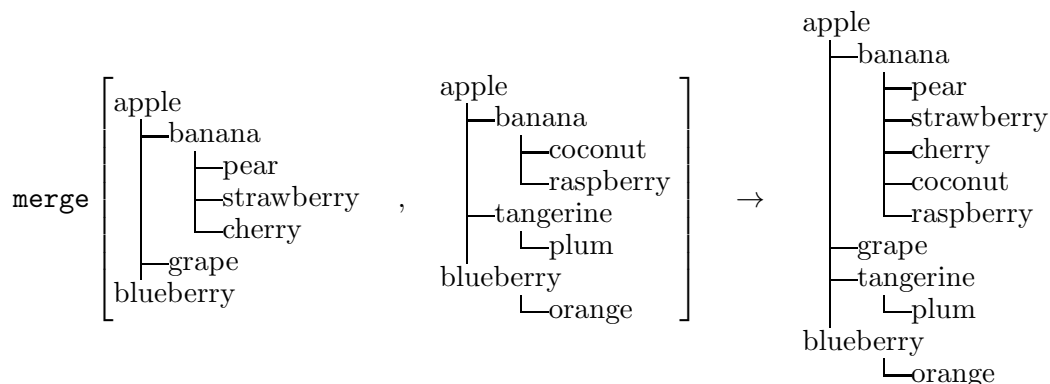 merge
apple
banana
pear
strawberry
cherry
grape
blueberry
,
apple
banana
coconut
raspberry
tangerine
plum
blueberry
orange
→
apple
banana
pear
strawberry
cherry
coconut
raspberry
grape
tangerine
plum
blueberry
orange